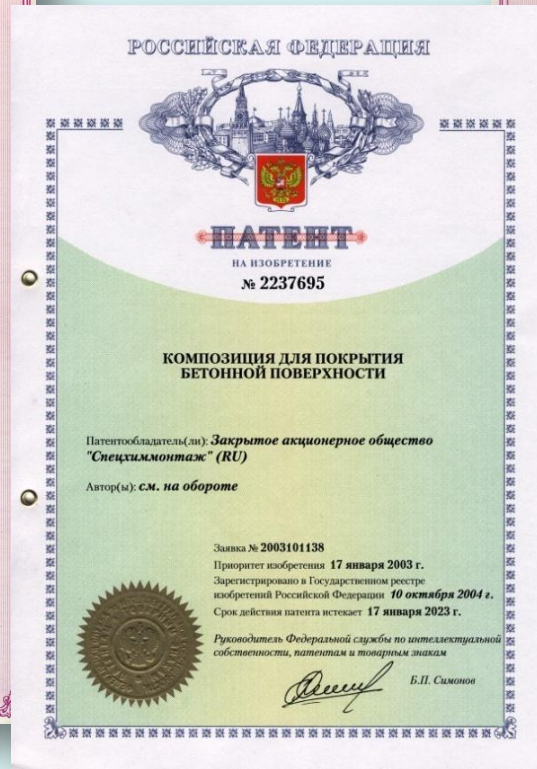 РОССИЙСКАЯ ФЕДЕРАЦИЯ
ПАТЕНТ
НА ИЗОБРЕТЕНИЕ
№ 2237695
КОМПОЗИЦИЯ ДЛЯ ПОКРЫТИЯ
БЕТОННОЙ ПОВЕРХНОСТИ
Патентообладатель(ли): Закрытое акционерное общество
"Спецхиммонтаж" (RU)
Автор(ы): см. на обороте
Заявка № 2003101138
Приоритет изобретения 17 января 2003 г.
Зарегистрировано в Государственном реестре
изобретений Российской Федерации 10 октября 2004 г.
Срок действия патента истекает 17 января 2023 г.
Руководитель Федеральной службы по интеллектуальной
собственности, патентам и товарным знакам
Б.П. Симонов